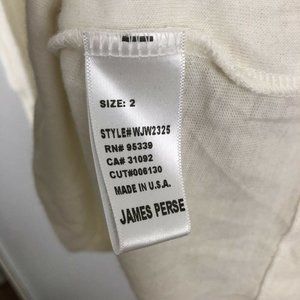 SIZE: 2
STYLE# WJW2325
RN# 95339
CA# 31092
CUT#006130
MADE IN U.S.A.
JAMES PERSE